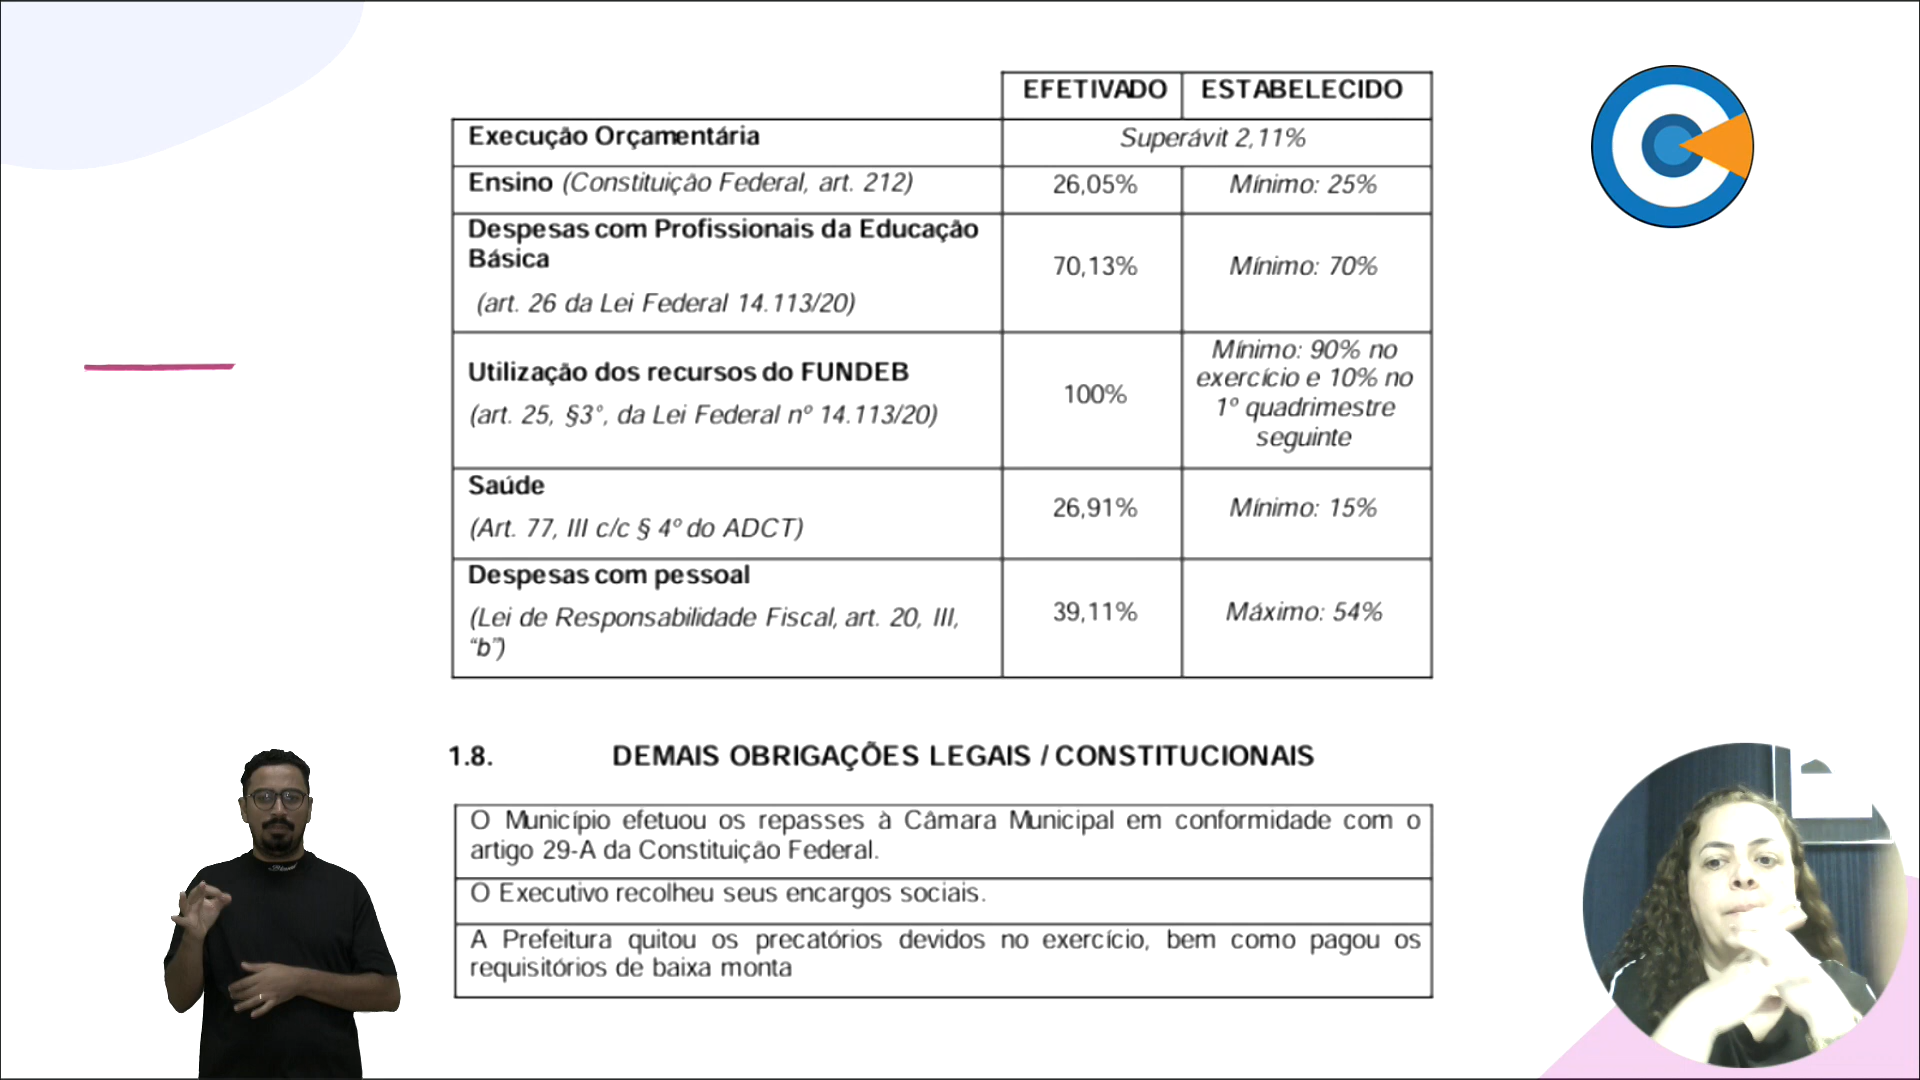 EFETIVADO ESTABELECIDO
Execução Orçamentária Superávit 2,11%
Ensino (Constituição Federal, art. 212) 26,05% Mínimo: 25%
Despesas com Profissionais da Educação
Básica
(art. 26 da Lei Federal 14.113/20)
70,13% Mínimo: 70%
Utilização dos recursos do FUNDEB
(art. 25, §3°, da Lei Federal nº 14.113/20)
100%
Mínimo: 90% no
exercício e 10% no
1º quadrimestre
seguinte
Saúde
(Art. 77, III c/c § 4º do ADCT)
26,91% Mínimo: 15%
Despesas com pessoal
(Lei de Responsabilidade Fiscal, art. 20, III,
“b”)
39,11% Máximo: 54%
1.8. DEMAIS OBRIGAÇÕES LEGAIS / CONSTITUCIONAIS
O Município efetuou os repasses à Câmara Municipal em conformidade com o
artigo 29-A da Constituição Federal.
O Executivo recolheu seus encargos sociais.
A Prefeitura quitou os precatórios devidos no exercício, bem como pagou os
requisitórios de baixa monta